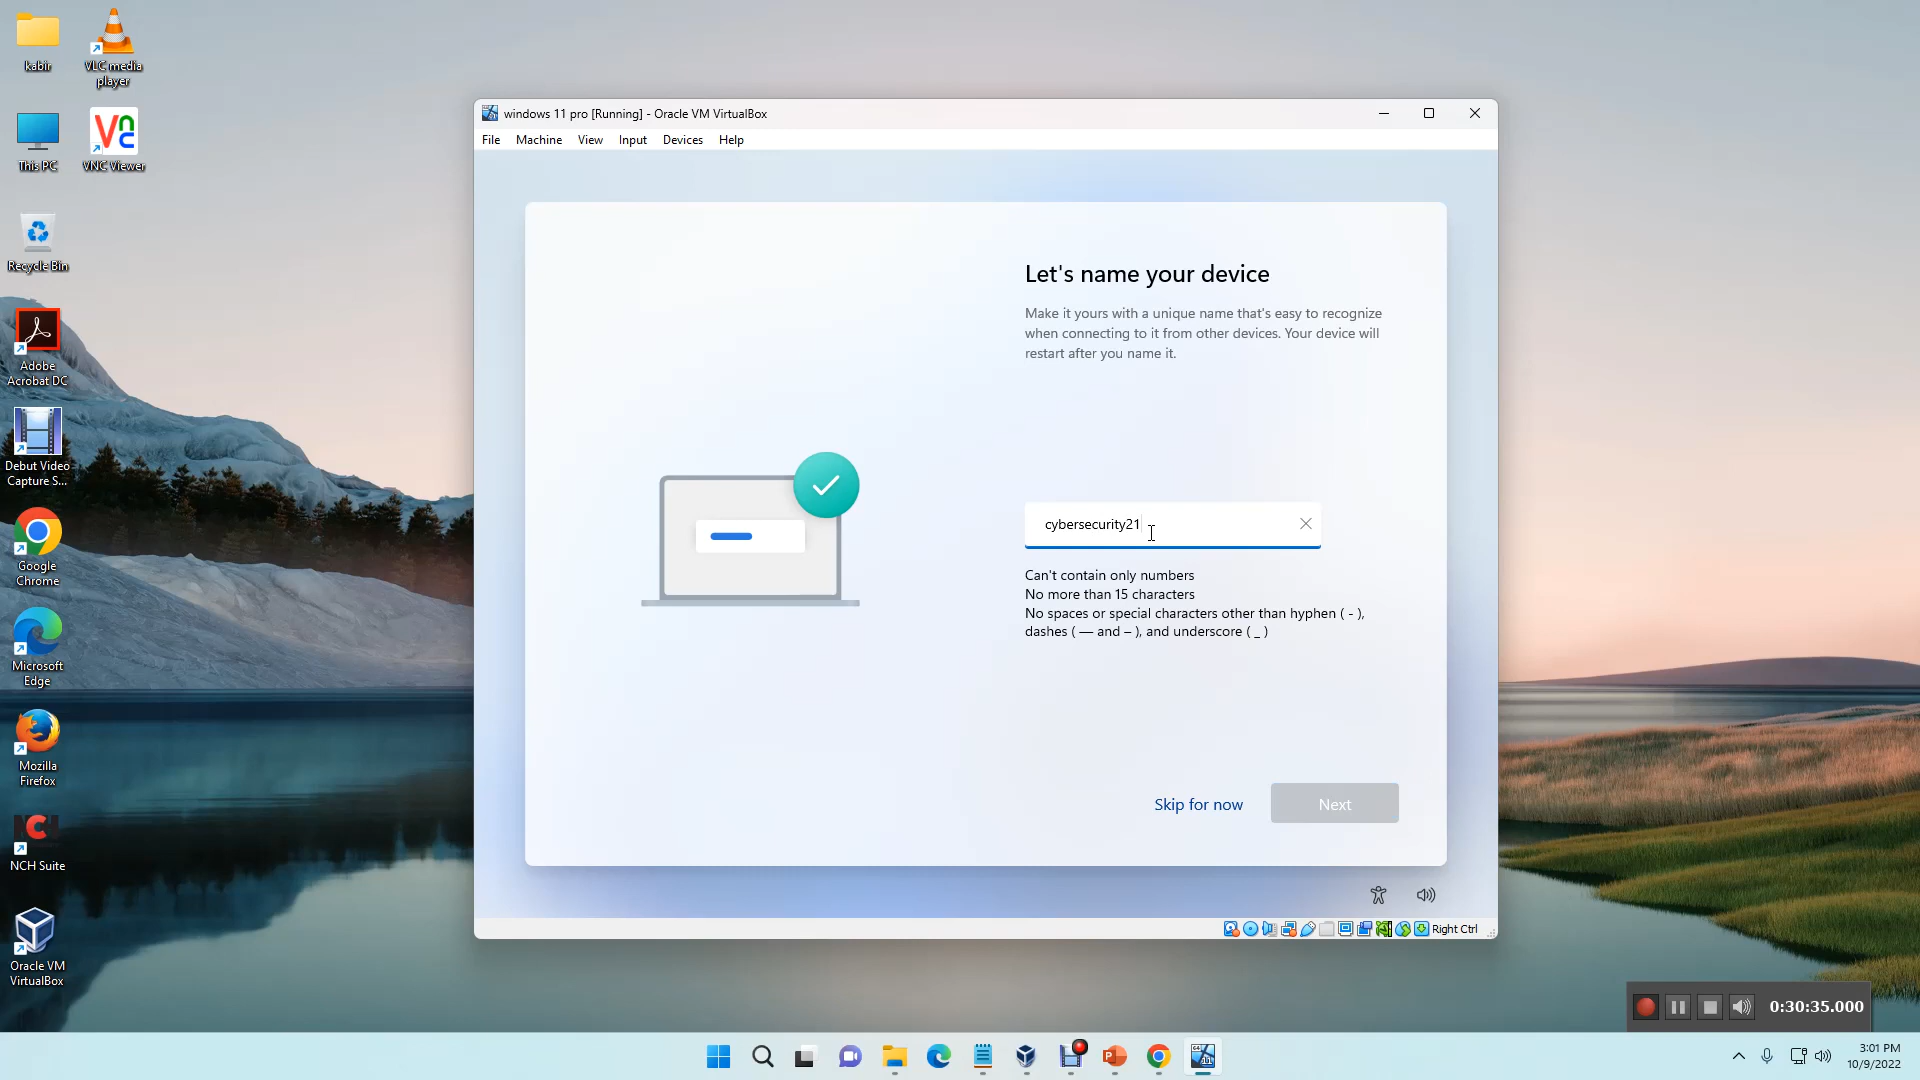 kabir
VLC media
player
This PC
VNC Viewer
Recycle Bin
Adobe
Acrobat DC
Debut Video
Capture S...
Google
Chrome
Microsoft
Edge
Mozilla
Firefox
NCH Suite
Oracle VM
VirtualBox
windows 11 pro [Running] - Oracle VM VirtualBox
File Machine View Input Devices Help
Let's name your device
Make it yours with a unique name that's easy to recognize
when connecting to it from other devices. Your device will
restart after you name it.
cybersecurity21
Can't contain only numbers
No more than 15 characters
No spaces or special characters other than hyphen ( - ),
dashes ( — and – ), and underscore ( _ )
Skip for now
Next
Right Ctrl
0:30:35.000
3:01 PM
10/9/2022